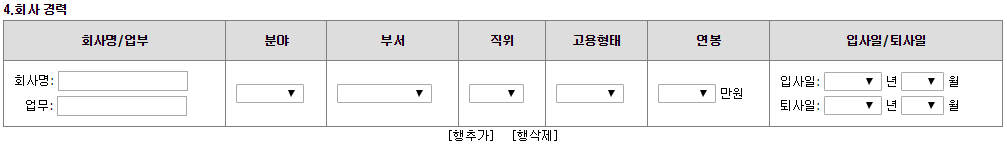 4.회사 경력
회사명/업부 분야 부서 직위 고용형태 연봉 입사일/퇴사일
회사명: 입사일: 년 월
만원
업무: 퇴사일: 년 월
[행추가] [행삭제]